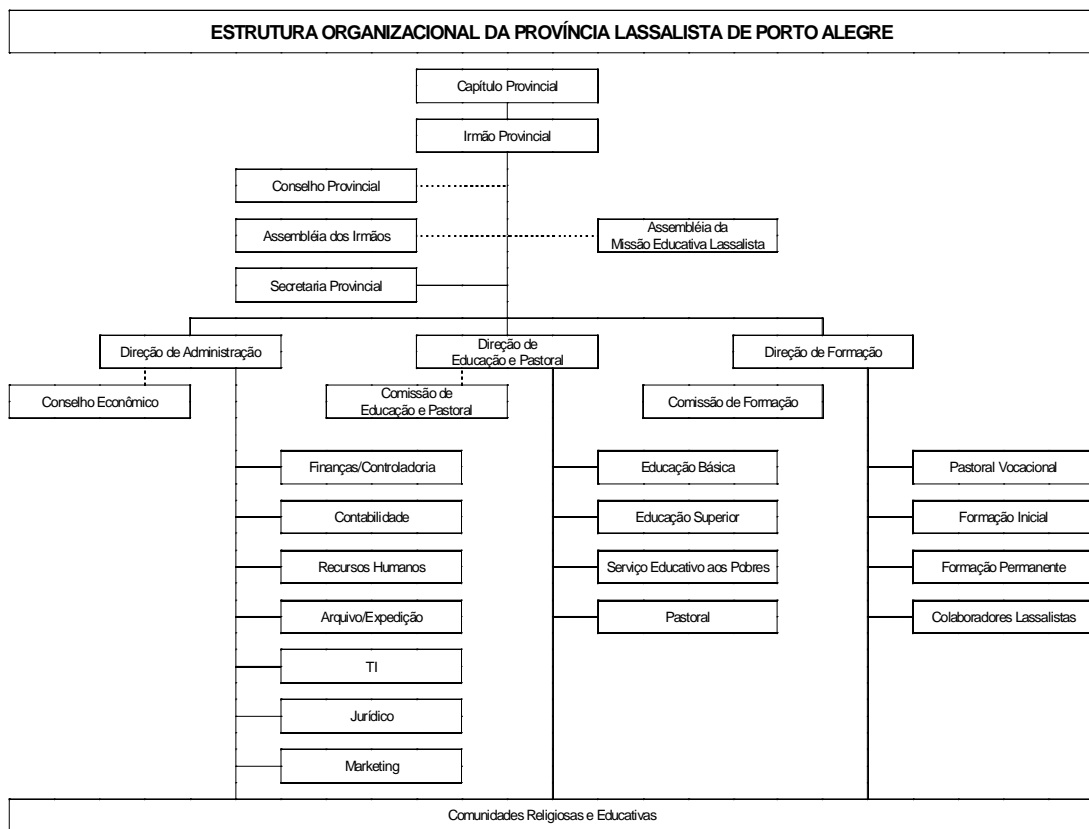 ESTRUTURA ORGANIZACIONAL DA PROVÍNCIA LASSALISTA DE PORTO ALEGRE
Capítulo Provincial
Irmão Provincial
Conselho Provincial
Assembléia dos Irmãos
Assembléia da
Missão Educativa Lassalista
Secretaria Provincial
Direção de Administração
Direção de
Educação e Pastoral
Direção de Formação
Conselho Econômico
Comissão de
Educação e Pastoral
Comissão de Formação
Finanças/Controladoria
Educação Básica
Pastoral Vocacional
Contabilidade
Educação Superior
Formação Inicial
Recursos Humanos
Serviço Educativo aos Pobres
Formação Permanente
Arquivo/Expedição
Pastoral
Colaboradores Lassalistas
TI
Jurídico
Marketing
Comunidades Religiosas e Educativas